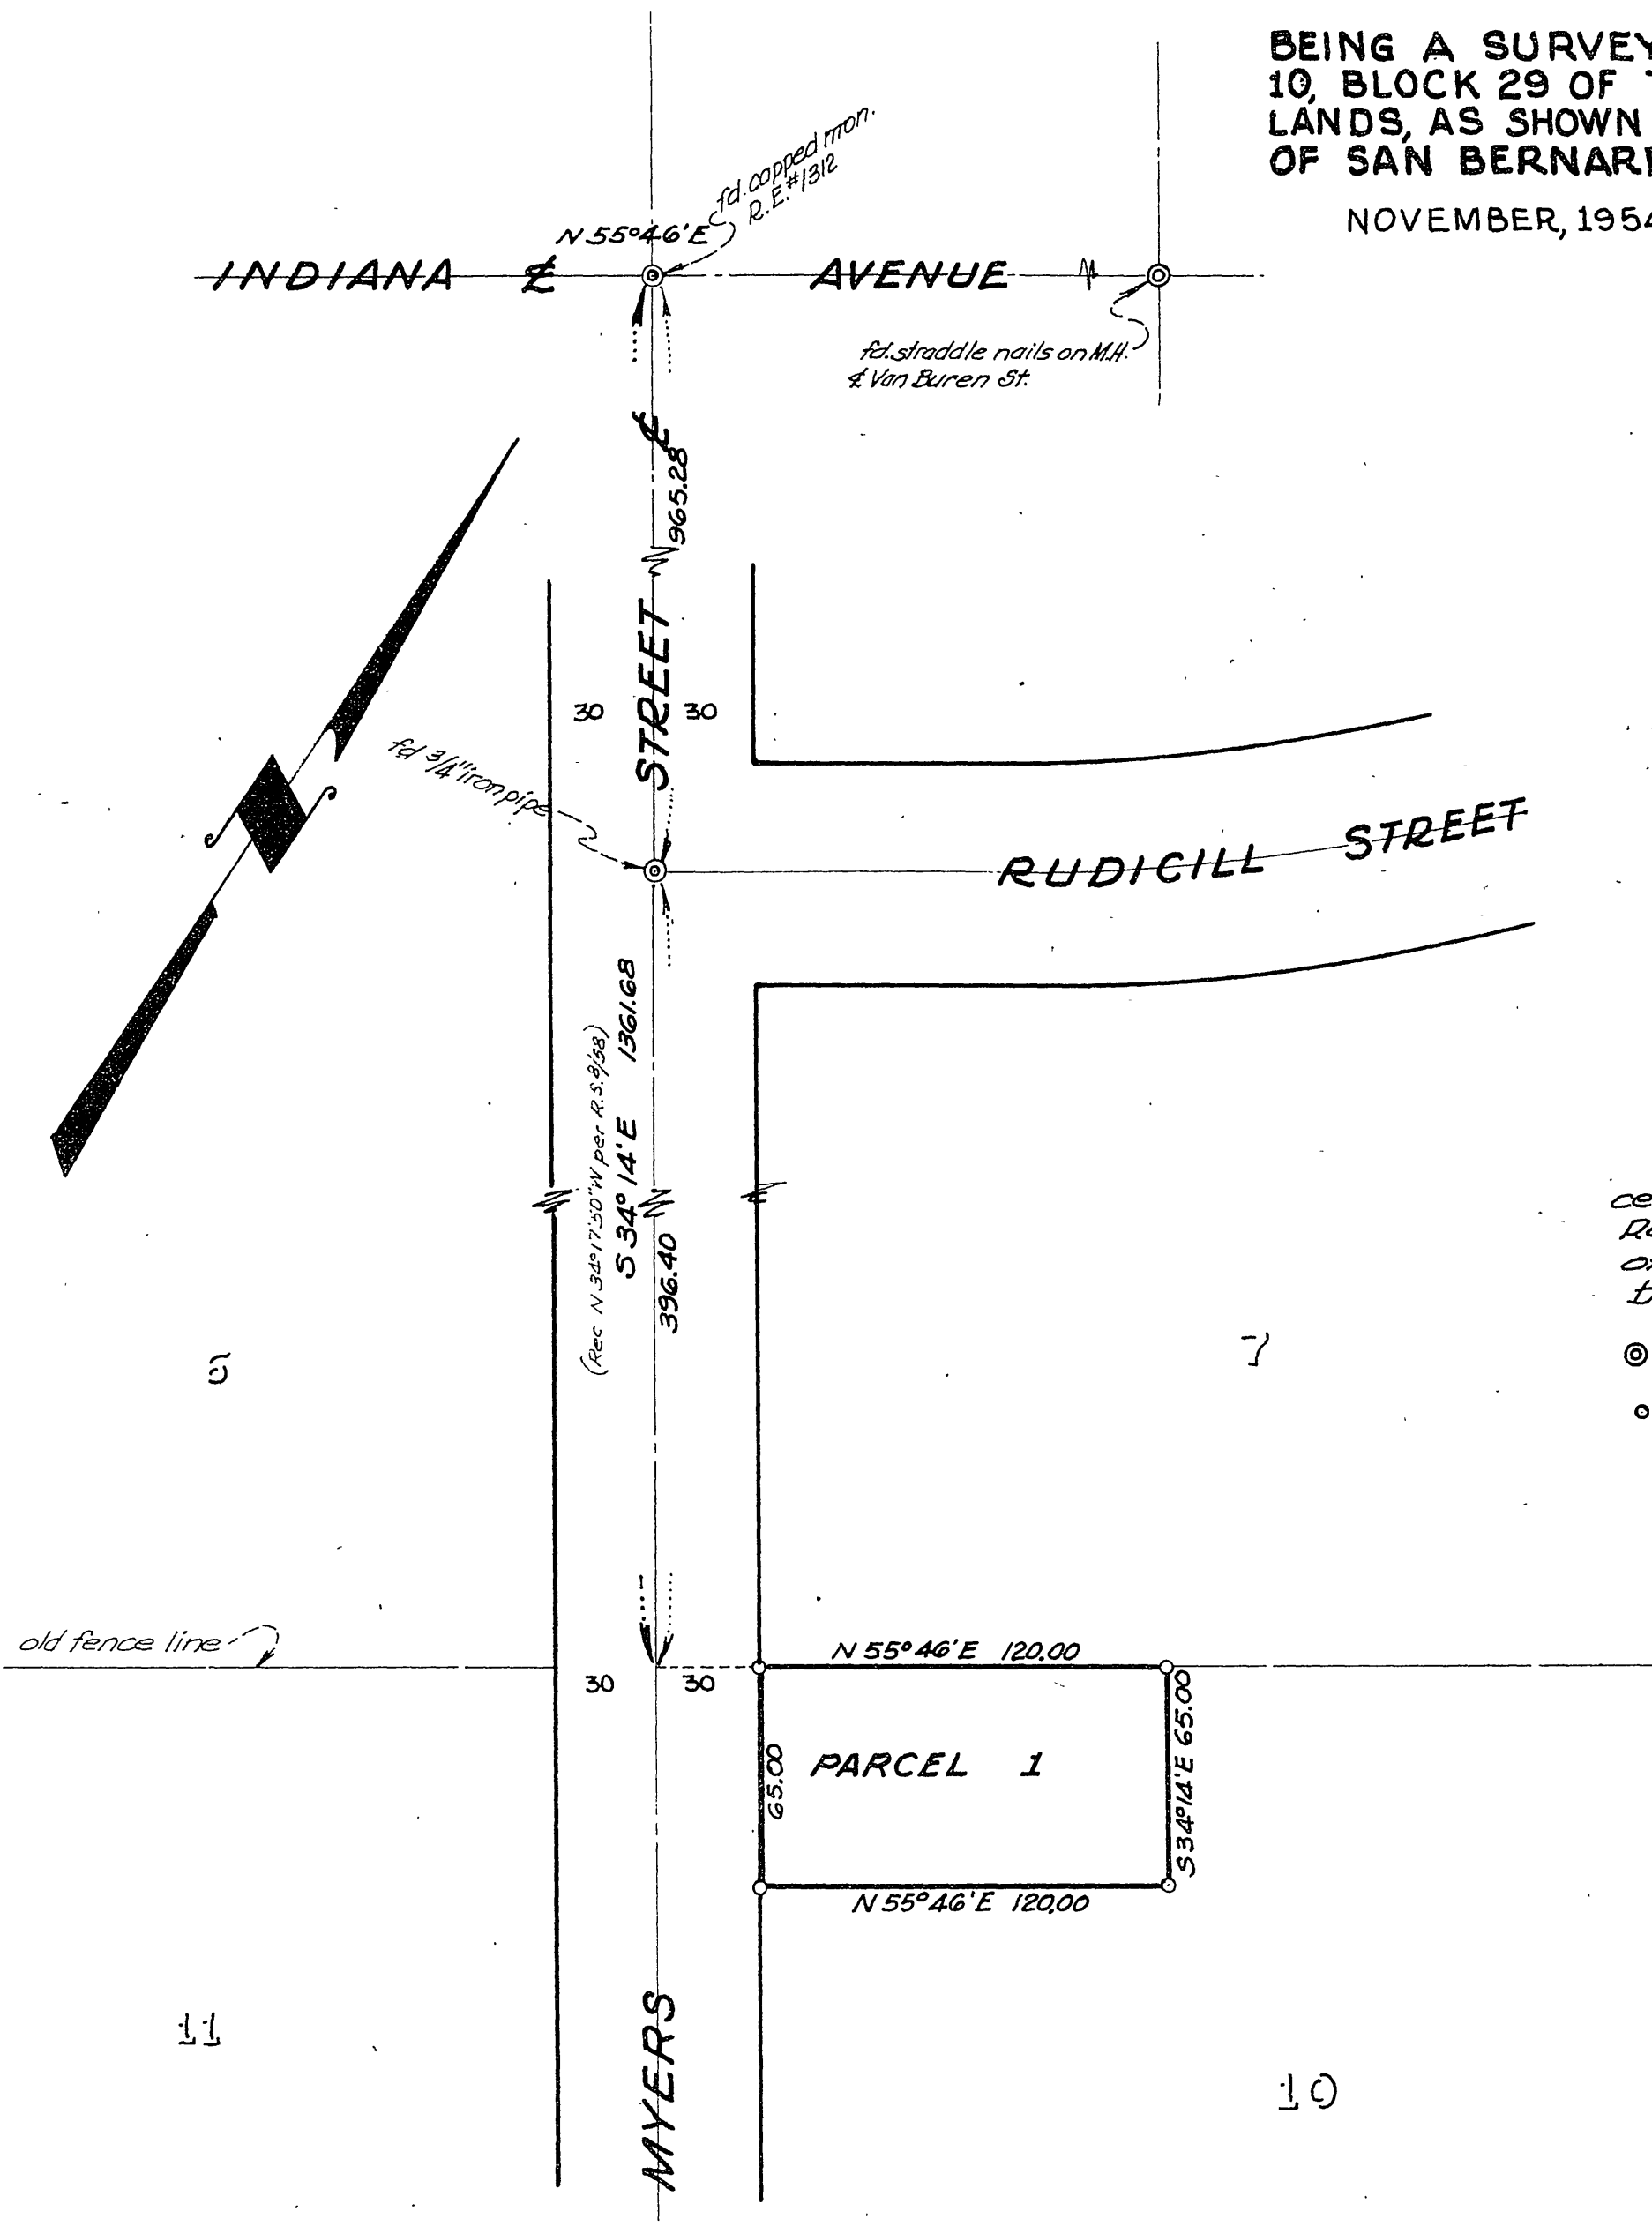 BEING A SURVEY
10, BLOCK 29 OF
LANDS, AS SHOWN
OF SAN BERNAR
NOVEMBER, 1954
fd. capped mon.
R.E. #1312
N 55°46'E
INDIANA ℄ AVENUE
fd. straddle nails on M.H.
℄ Van Buren St.
℄
965.28
STREET
30 30
fd 3/4" iron pipe
RUDICILL STREET
(Rec N 34°17'50"W per R.S. 8/58)
S 34° 14' E 1361.68
396.40
5
7
old fence line
30 30
N 55°46'E 120.00
65.00
PARCEL 1
S 34°14'E 65.00
N 55°46'E 120.00
11
MYERS
10